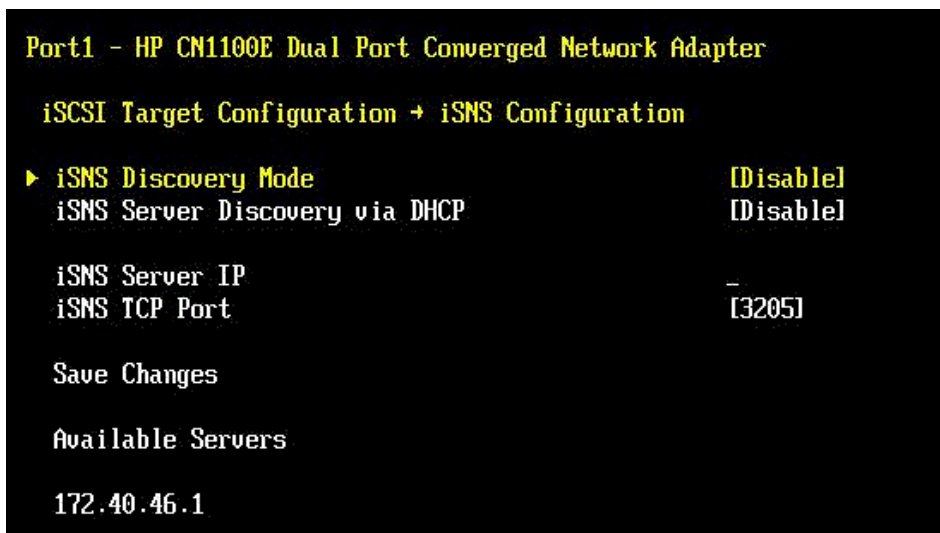 Port1 - HP CN1100E Dual Port Converged Network Adapter
iSCSI Target Configuration → iSNS Configuration
► iSNS Discovery Mode [Disable]
iSNS Server Discovery via DHCP [Disable]
iSNS Server IP _
iSNS TCP Port [3205]
Save Changes
Available Servers
172.40.46.1